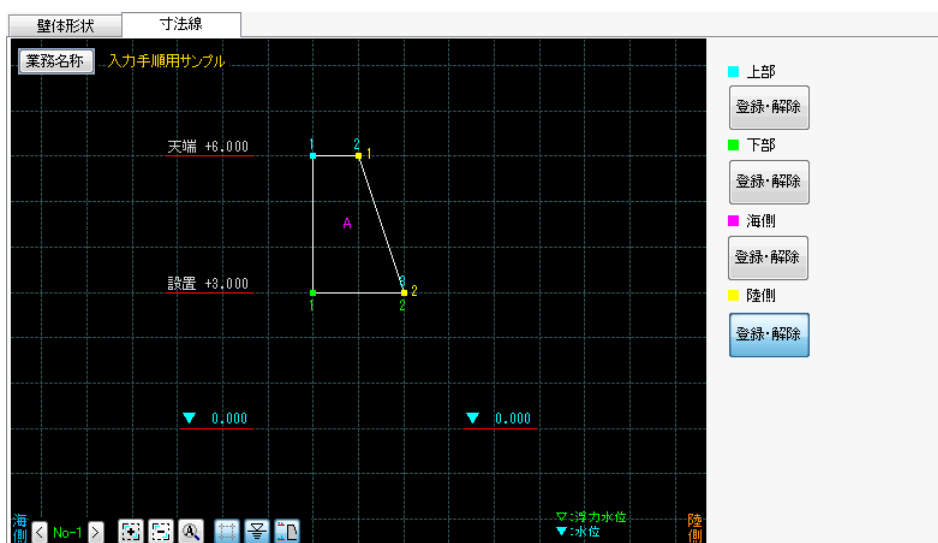 壁体形状
寸法線
業務名称
入力手順用サンプル
天端 +6.000
1
2
1
A
設置 +3.000
3
2
1
2
▼ 0.000
▼ 0.000
海側
< No-1 >
A
▽:浮力水位
▼:水位
陸側
上部
登録・解除
下部
登録・解除
海側
登録・解除
陸側
登録・解除